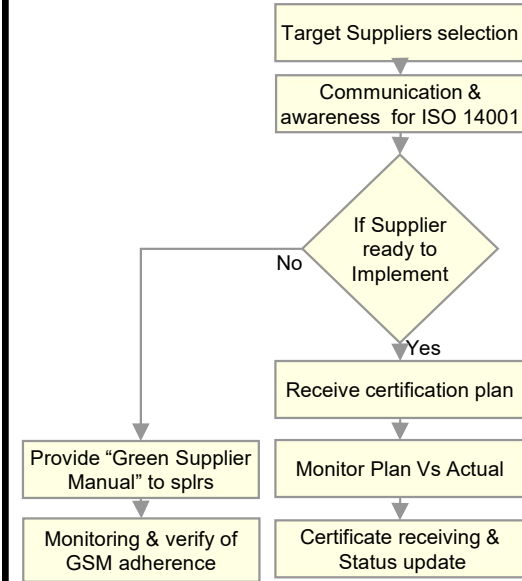 Target Suppliers selection
Communication &
awareness for ISO 14001
If Supplier
ready to
Implement
No
Yes
Receive certification plan
Provide “Green Supplier
Manual” to splrs
Monitor Plan Vs Actual
Monitoring & verify of
GSM adherence
Certificate receiving &
Status update